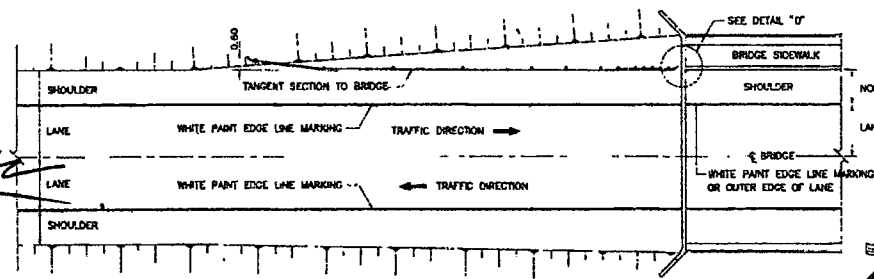 SEE DETAIL "D"
0.60
BRIDGE SIDEWALK
SHOULDER
TANGENT SECTION TO BRIDGE
SHOULDER
LANE
WHITE PAINT EDGE LINE MARKING
TRAFFIC DIRECTION
℄ BRIDGE
LANE
WHITE PAINT EDGE LINE MARKING
TRAFFIC DIRECTION
WHITE PAINT EDGE LINE MARKING
OR OUTER EDGE OF LANE
SHOULDER